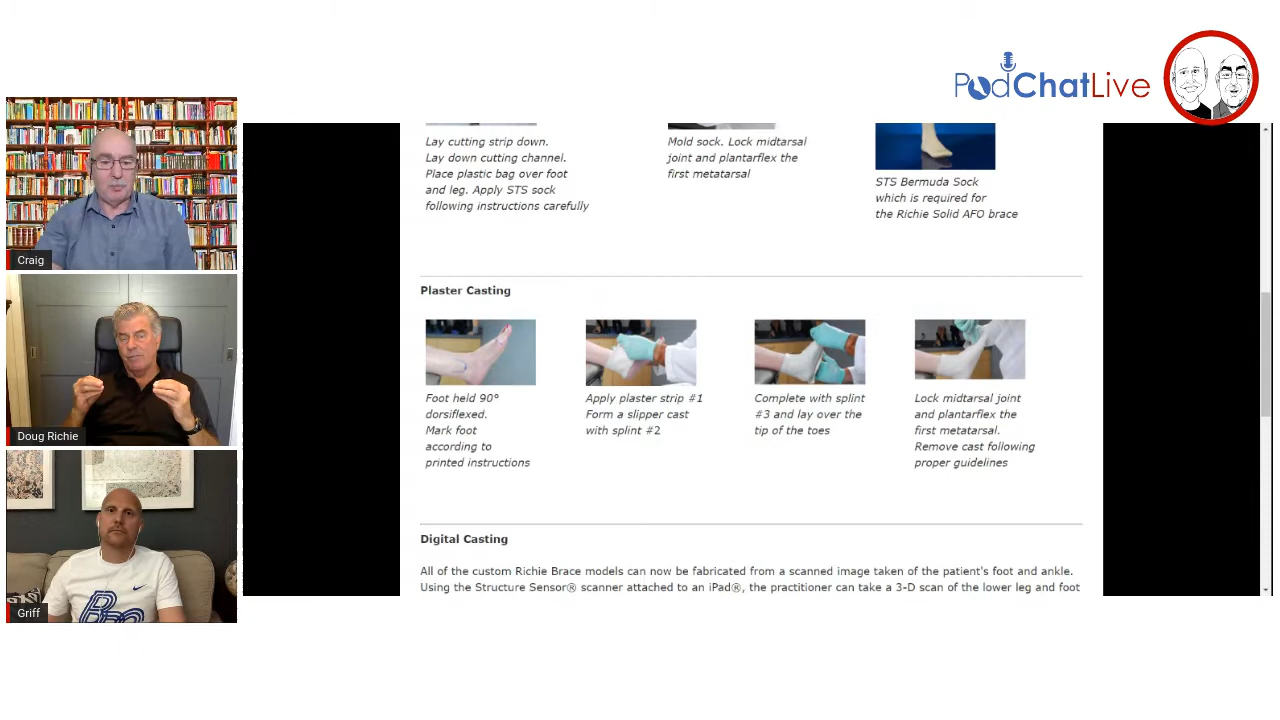 PodChatLive
Lay cutting strip down.
Lay down cutting channel.
Place plastic bag over foot
and leg. Apply STS sock
following instructions carefully
Mold sock. Lock midtarsal
joint and plantarflex the
first metatarsal
STS Bermuda Sock
which is required for
the Richie Solid AFO brace
Craig
Plaster Casting
Foot held 90°
dorsiflexed.
Mark foot
according to
printed instructions
Apply plaster strip #1
Form a slipper cast
with splint #2
Complete with splint
#3 and lay over the
tip of the toes
Lock midtarsal joint
and plantarflex the
first metatarsal.
Remove cast following
proper guidelines
Doug Richie
Digital Casting
All of the custom Richie Brace models can now be fabricated from a scanned image taken of the patient's foot and ankle.
Using the Structure Sensor® scanner attached to an iPad®, the practitioner can take a 3-D scan of the lower leg and foot
Griff